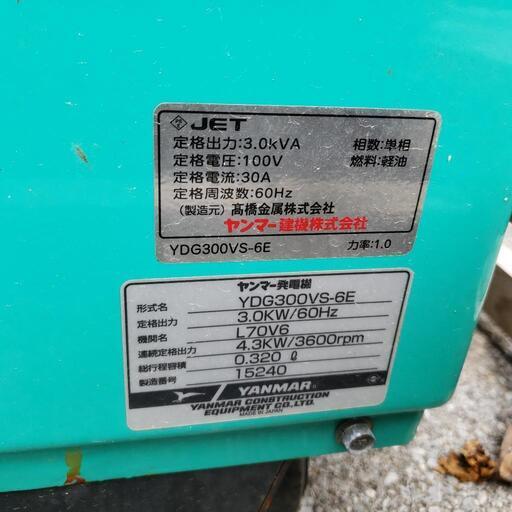 JET
定格出力:3.0kVA 相数:単相
定格電圧:100V 燃料:軽油
定格電流:30A
定格周波数:60Hz
(製造元) 髙橋金属株式会社
ヤンマー建機株式会社
YDG300VS-6E 力率:1.0
ヤンマー発電機
形式名 YDG300VS-6E
定格出力 3.0KW/60Hz
機関名 L70V6
連続定格出力 4.3KW/3600rpm
総行程容積 0.320 ℓ
製造番号 15240
YANMAR
YANMAR CONSTRUCTION
EQUIPMENT CO.,LTD.
MADE IN JAPAN